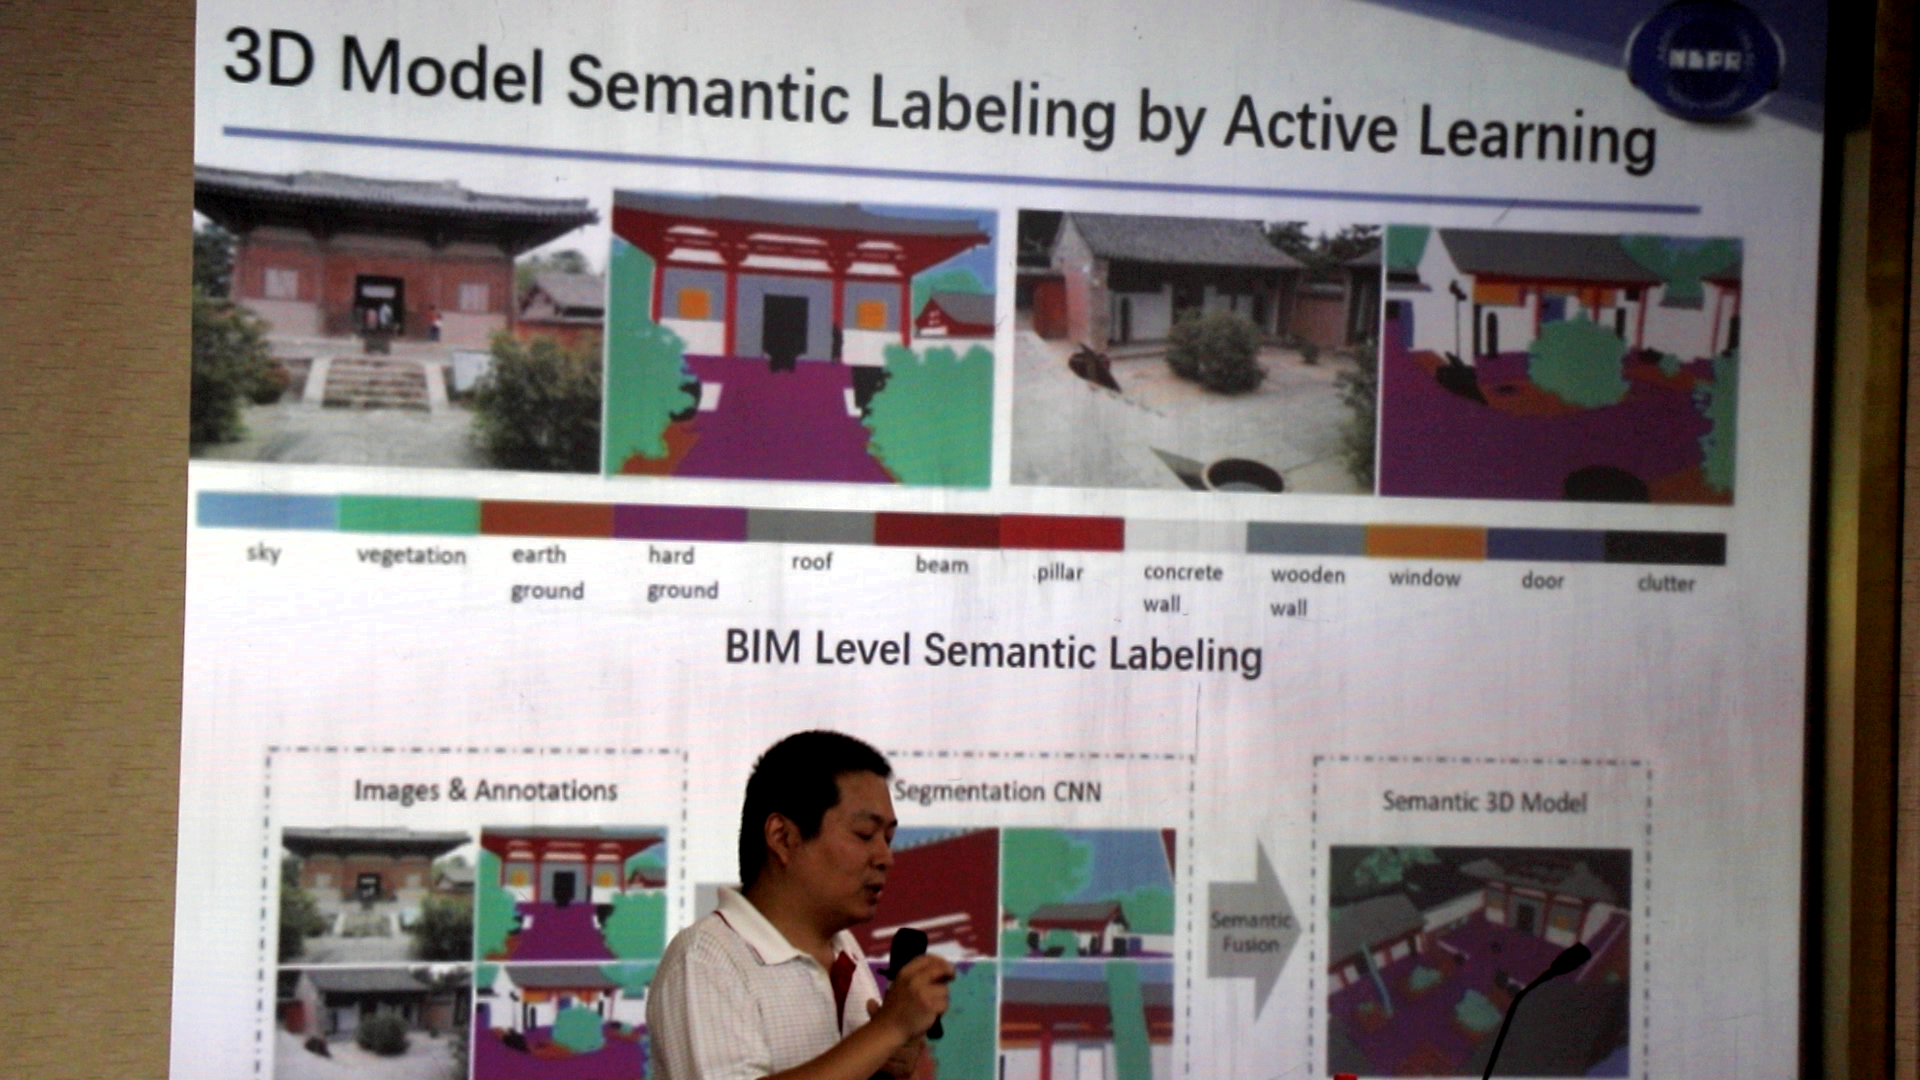 3D Model Semantic Labeling by Active Learning
NLPR
sky
vegetation
earth
ground
hard
ground
roof
beam
pillar
concrete
wall
wooden
wall
window
door
clutter
BIM Level Semantic Labeling
Images & Annotations
Segmentation CNN
Semantic
Fusion
Semantic 3D Model